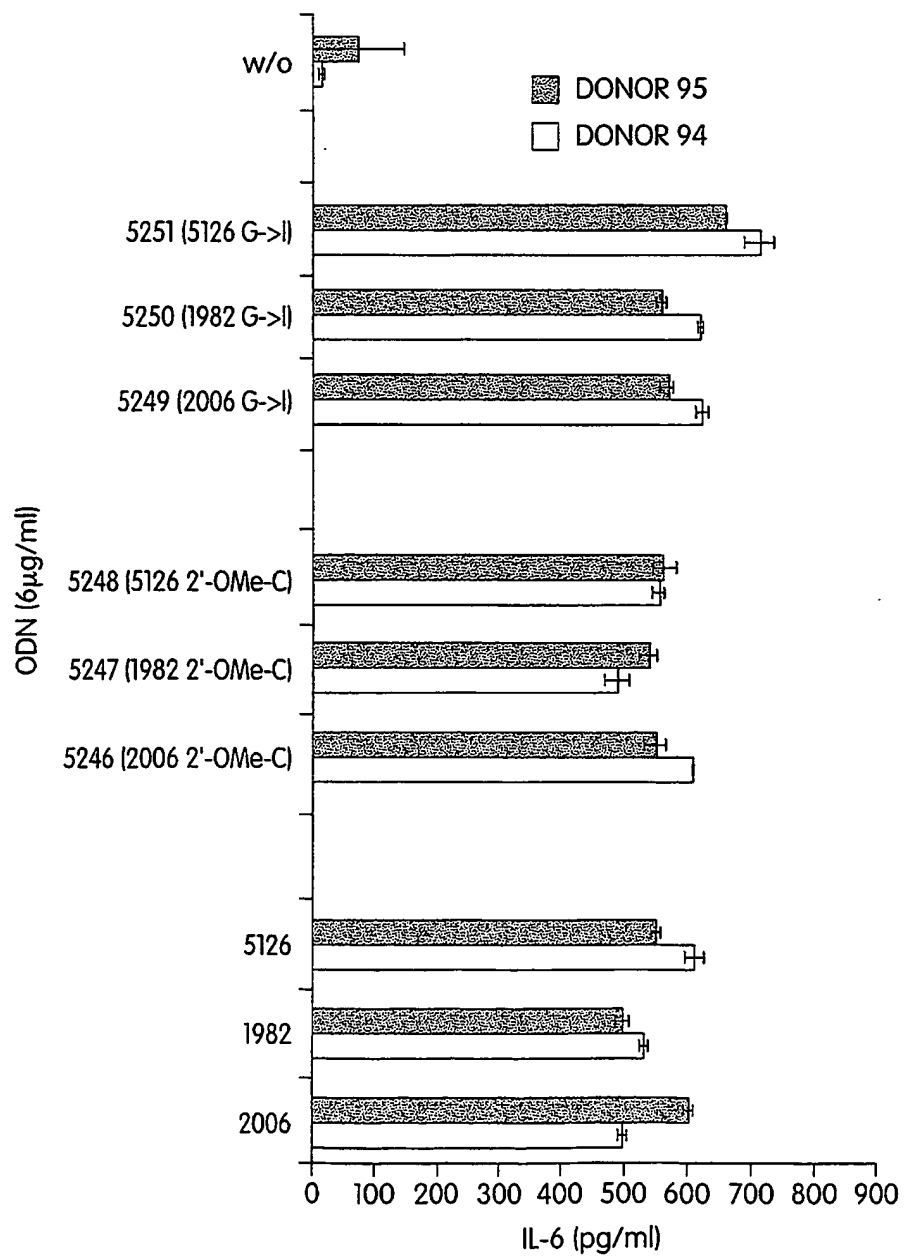 w/o
DONOR 95
DONOR 94
5251 (5126 G->I)
5250 (1982 G->I)
5249 (2006 G->I)
ODN (6µg/ml)
5248 (5126 2'-OMe-C)
5247 (1982 2'-OMe-C)
5246 (2006 2'-OMe-C)
5126
1982
2006
0 100 200 300 400 500 600 700 800 900
IL-6 (pg/ml)